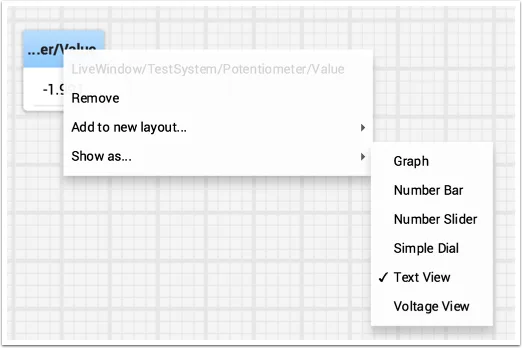 ...er/Value
LiveWindow/TestSystem/Potentiometer/Value
-1.9
Remove
Add to new layout...
Show as...
Graph
Number Bar
Number Slider
Simple Dial
✓ Text View
Voltage View